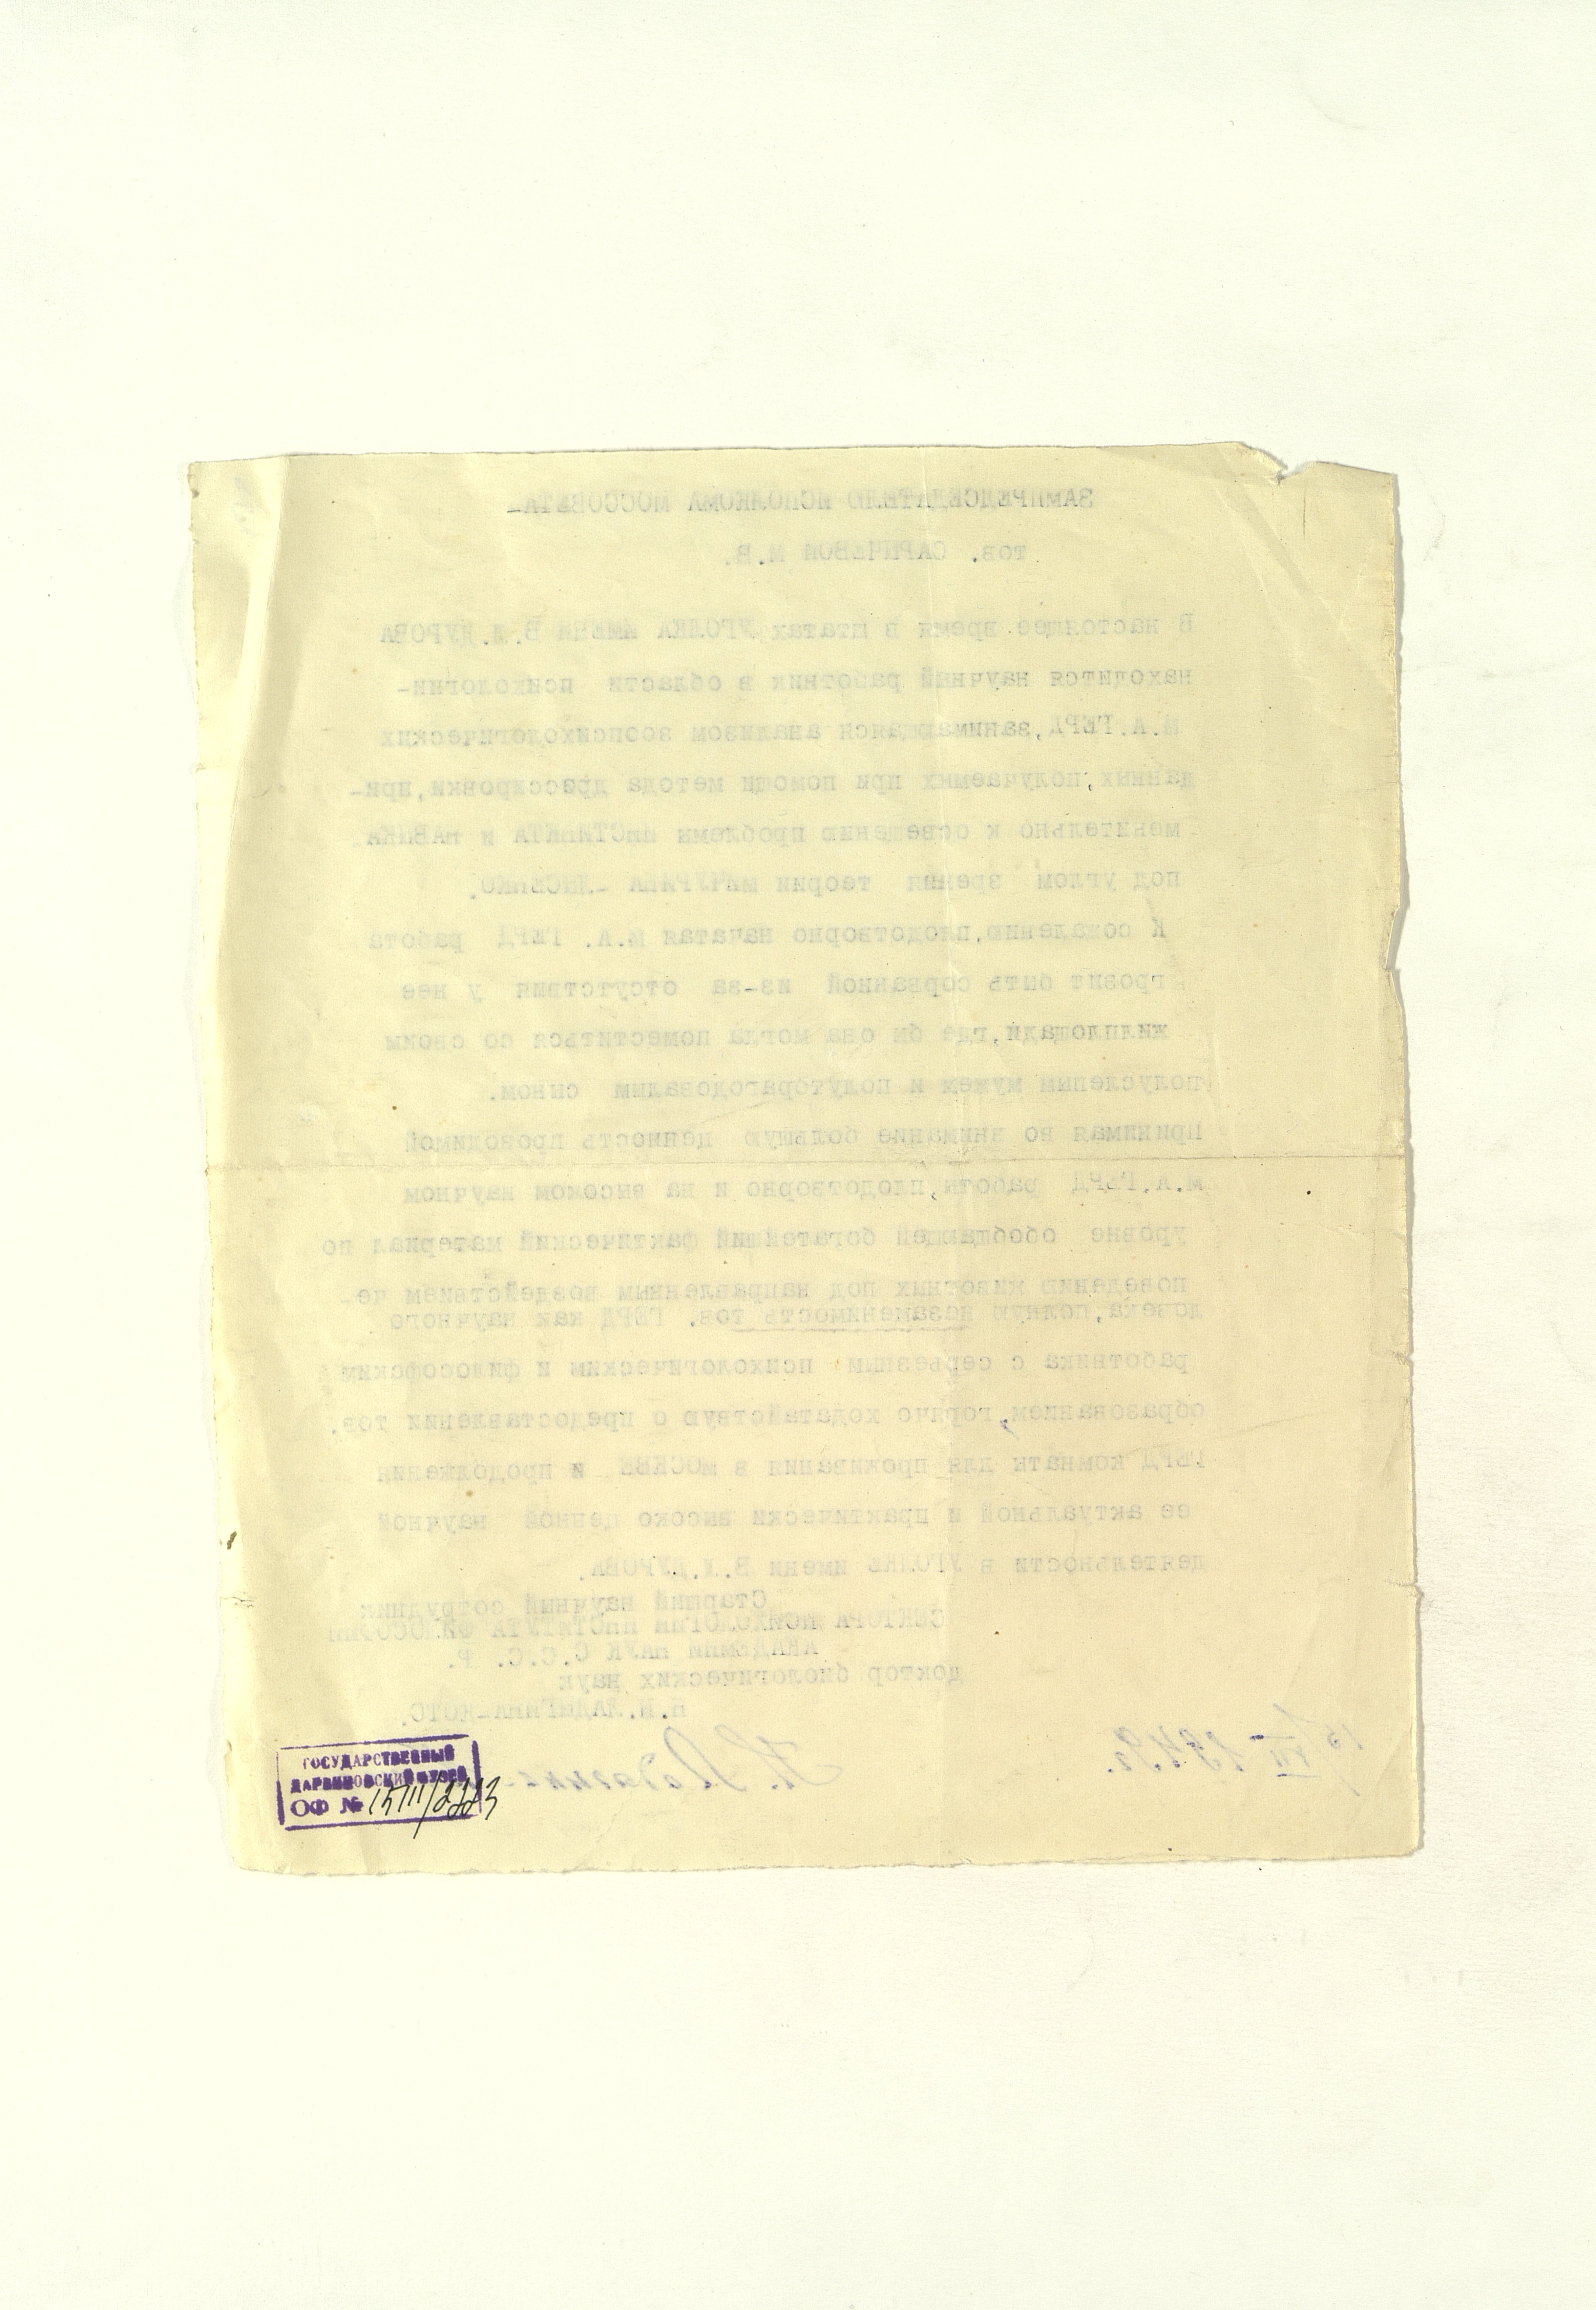 ЗАМПРЕДСЕДАТЕЛЮ ИСПОЛКОМА МОССОВЕТА-
тов. САРЫЧЕВОЙ М.В.
В настоящее время в штатах УГОЛКА ИМЕНИ В.Л.ДУРОВА
находится научный работник в области психологии-
М.А.ГЕРД,занимающаяся анализом зоопсихологических
данных,получаемых при помощи метода дрессировки,при-
менительно к освещению проблемы ИНСТИНКТА и НАВЫКА
под углом зрения теории МИЧУРИНА -ЛЫСЕНКО.
К сожалению,плодотворно начатая М.А. ГЕРД работа
грозит быть сорванной из-за отсутствия у нее
жилплощади,где бы она могла поместиться со своим
полуслепым мужем и полуторагодовалым сыном.
Принимая во внимание большую ценность проводимой
М.А.ГЕРД работы,плодотворно и на высоком научном
уровне обобщающей богатейший фактический материал по
поведению животных под направленным воздействием че-
ловека,полную незаменимость тов. ГЕРД как научного
работника с серьезным психологическим и философским
образованием,горячо ходатайствую о предоставлении тов.
ГЕРД комнаты для проживания в МОСКВЕ и продолжения
ее актуальной и практически высоко ценной научной
деятельности в УГОЛКЕ имени В.Л.ДУРОВА.
Старший научный сотрудник
СЕКТОРА ПСИХОЛОГИИ ИНСТИТУТА ФИЛОСОФИИ
АКАДЕМИИ НАУК С.С.С. Р.
доктор биологических наук
Н.Н.ЛАДЫГИНА-КОТС.
15/VII 1949г. Н. Ладыгина-
ГОСУДАРСТВЕННЫЙ
ДАРВИНОВСКИЙ МУЗЕЙ
ОФ №